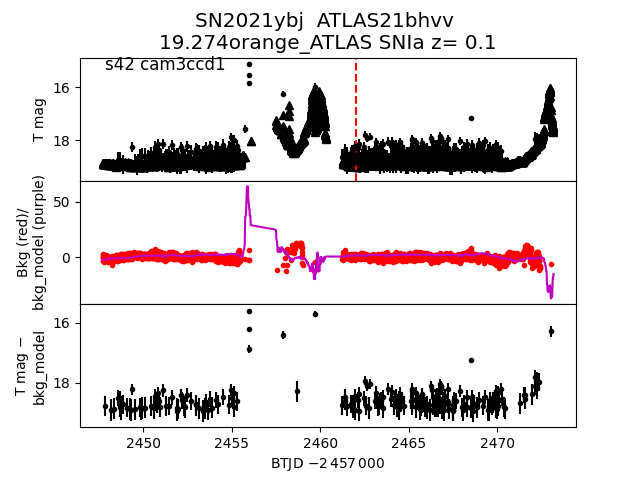 SN2021ybj  ATLAS21bhvv
19.274orange_ATLAS SNIa z= 0.1
s42 cam3ccd1
T mag
16
18
Bkg (red)/
bkg_model (purple)
50
0
T mag −
bkg_model
16
18
2450 2455 2460 2465 2470
BTJD −2 457 000